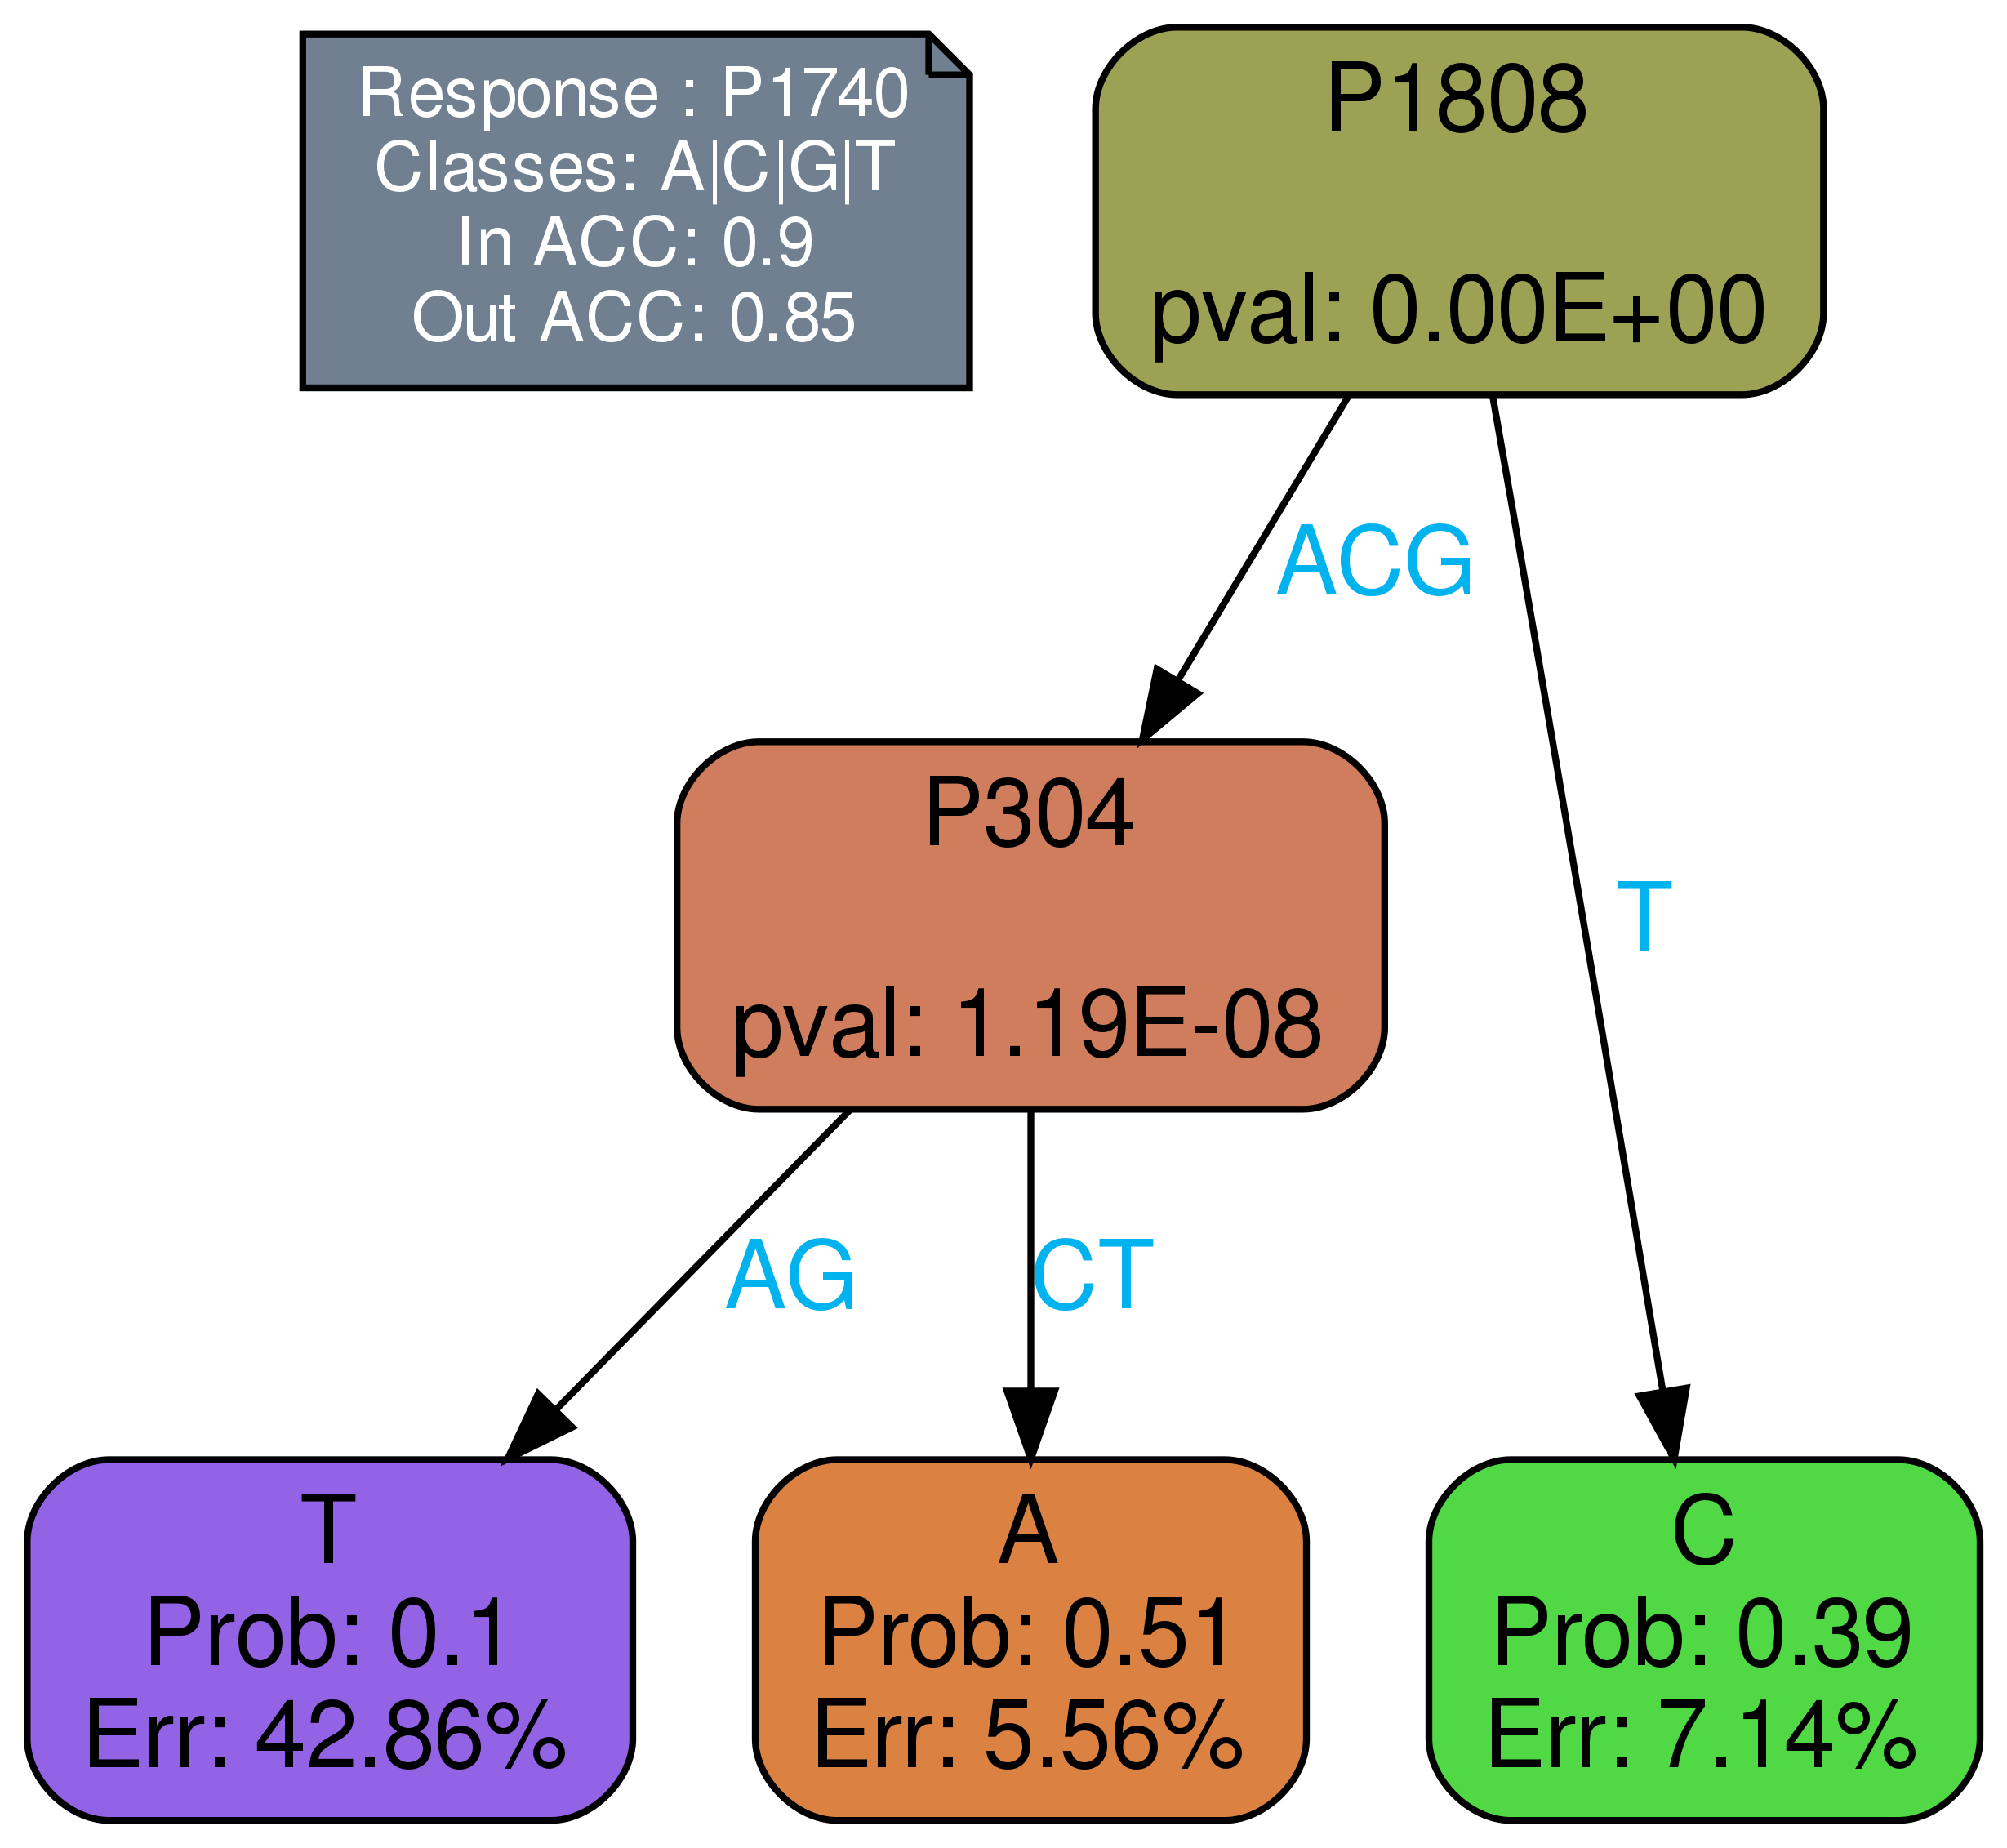 Response : P1740
Classes: A|C|G|T
In ACC: 0.9
Out ACC: 0.85
P1808
pval: 0.00E+00
ACG
T
P304
pval: 1.19E-08
AG
CT
T
Prob: 0.1
Err: 42.86%
A
Prob: 0.51
Err: 5.56%
C
Prob: 0.39
Err: 7.14%